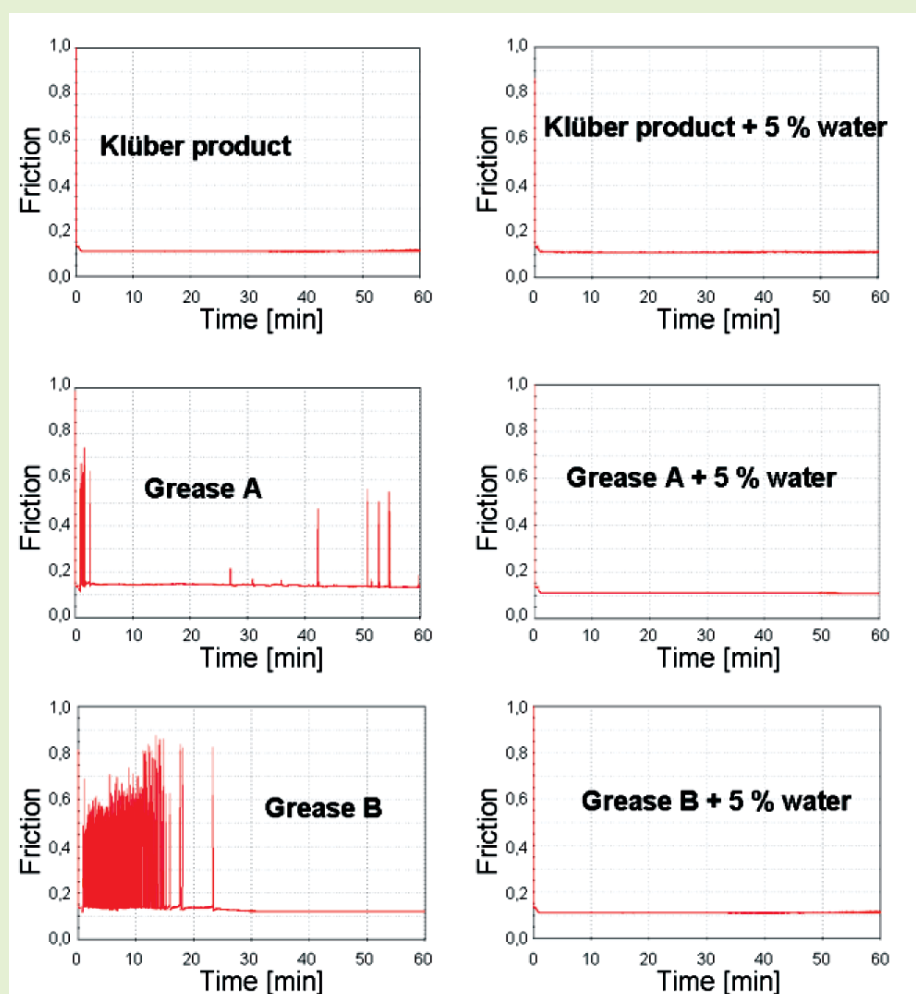 1,0
0,8
0,6
0,4
0,2
0,0
Friction
Klüber product
0 10 20 30 40 50 60
Time [min]
1,0
0,8
0,6
0,4
0,2
0,0
Friction
Klüber product + 5 % water
0 10 20 30 40 50 60
Time [min]
1,0
0,8
0,6
0,4
0,2
0,0
Friction
Grease A
0 10 20 30 40 50 60
Time [min]
1,0
0,8
0,6
0,4
0,2
0,0
Friction
Grease A + 5 % water
0 10 20 30 40 50 60
Time [min]
1,0
0,8
0,6
0,4
0,2
0,0
Friction
Grease B
0 10 20 30 40 50 60
Time [min]
1,0
0,8
0,6
0,4
0,2
0,0
Friction
Grease B + 5 % water
0 10 20 30 40 50 60
Time [min]